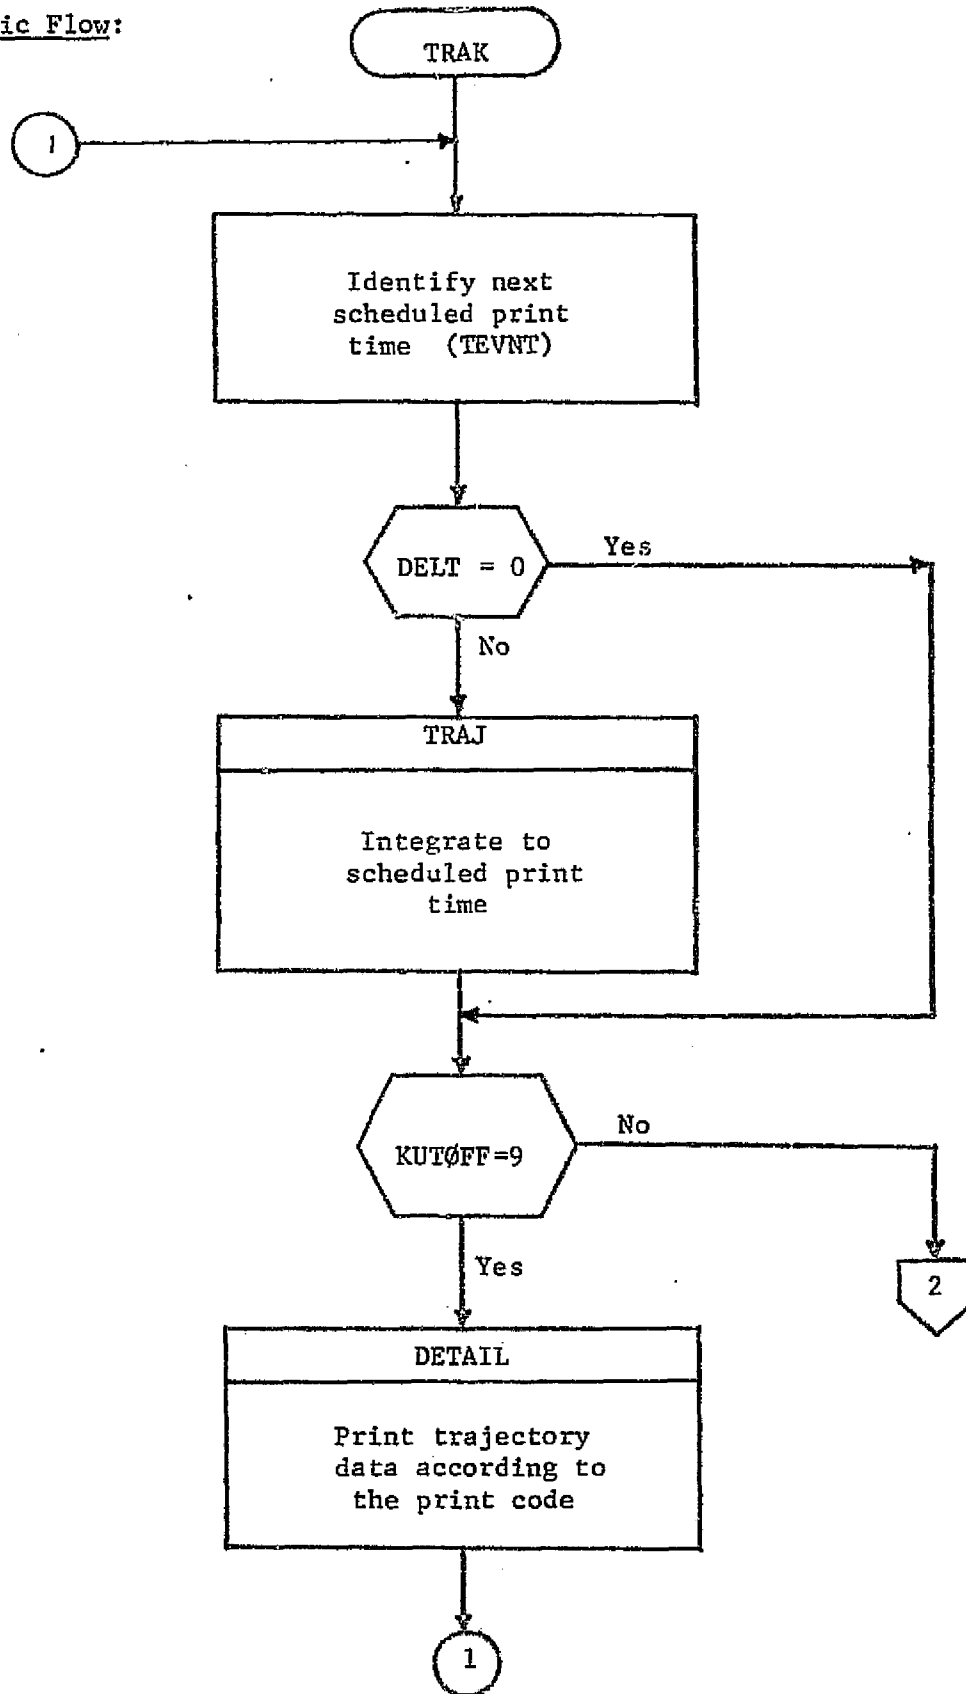 ic Flow:
TRAK
1
Identify next
scheduled print
time (TEVNT)
DELT = 0
Yes
No
TRAJ
Integrate to
scheduled print
time
KUTØFF=9
No
Yes
2
DETAIL
Print trajectory
data according to
the print code
1